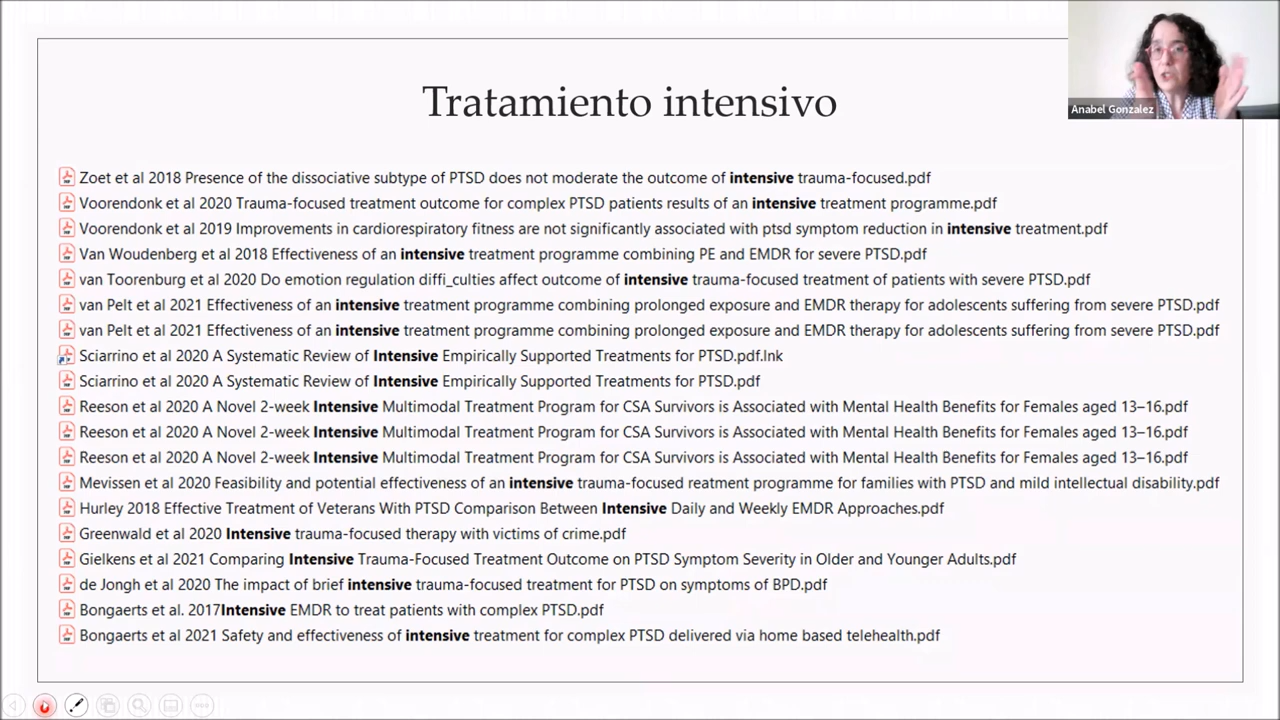 Anabel Gonzalez
Tratamiento intensivo
Zoet et al 2018 Presence of the dissociative subtype of PTSD does not moderate the outcome of intensive trauma-focused.pdf
Voorendonk et al 2020 Trauma-focused treatment outcome for complex PTSD patients results of an intensive treatment programme.pdf
Voorendonk et al 2019 Improvements in cardiorespiratory fitness are not significantly associated with ptsd symptom reduction in intensive treatment.pdf
Van Woudenberg et al 2018 Effectiveness of an intensive treatment programme combining PE and EMDR for severe PTSD.pdf
van Toorenburg et al 2020 Do emotion regulation diffi_culties affect outcome of intensive trauma-focused treatment of patients with severe PTSD.pdf
van Pelt et al 2021 Effectiveness of an intensive treatment programme combining prolonged exposure and EMDR therapy for adolescents suffering from severe PTSD.pdf
van Pelt et al 2021 Effectiveness of an intensive treatment programme combining prolonged exposure and EMDR therapy for adolescents suffering from severe PTSD.pdf
Sciarrino et al 2020 A Systematic Review of Intensive Empirically Supported Treatments for PTSD.pdf.lnk
Sciarrino et al 2020 A Systematic Review of Intensive Empirically Supported Treatments for PTSD.pdf
Reeson et al 2020 A Novel 2-week Intensive Multimodal Treatment Program for CSA Survivors is Associated with Mental Health Benefits for Females aged 13–16.pdf
Reeson et al 2020 A Novel 2-week Intensive Multimodal Treatment Program for CSA Survivors is Associated with Mental Health Benefits for Females aged 13–16.pdf
Reeson et al 2020 A Novel 2-week Intensive Multimodal Treatment Program for CSA Survivors is Associated with Mental Health Benefits for Females aged 13–16.pdf
Mevissen et al 2020 Feasibility and potential effectiveness of an intensive trauma-focused reatment programme for families with PTSD and mild intellectual disability.pdf
Hurley 2018 Effective Treatment of Veterans With PTSD Comparison Between Intensive Daily and Weekly EMDR Approaches.pdf
Greenwald et al 2020 Intensive trauma-focused therapy with victims of crime.pdf
Gielkens et al 2021 Comparing Intensive Trauma-Focused Treatment Outcome on PTSD Symptom Severity in Older and Younger Adults.pdf
de Jongh et al 2020 The impact of brief intensive trauma-focused treatment for PTSD on symptoms of BPD.pdf
Bongaerts et al. 2017Intensive EMDR to treat patients with complex PTSD.pdf
Bongaerts et al 2021 Safety and effectiveness of intensive treatment for complex PTSD delivered via home based telehealth.pdf